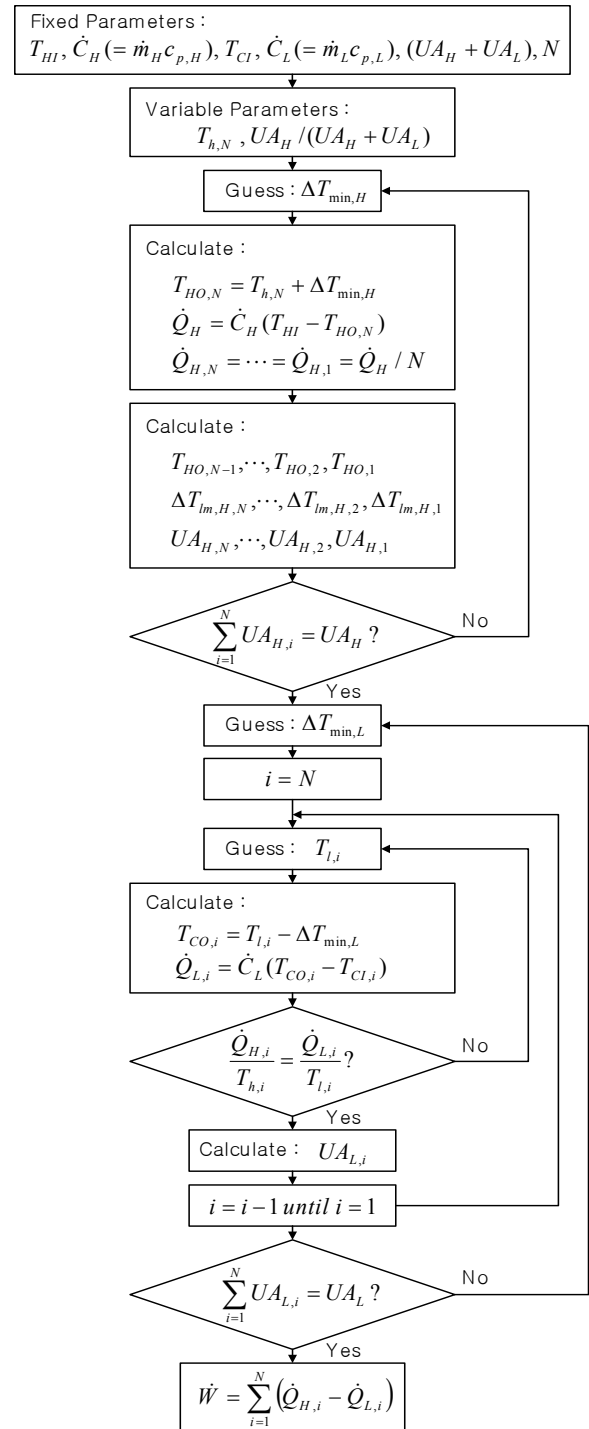 Fixed Parameters :
T_{HI}, Ċ_H (= ṁ_H c_{p,H}), T_{CI}, Ċ_L (= ṁ_L c_{p,L}), (UA_H + UA_L), N
Variable Parameters :
T_{h,N} , UA_H /(UA_H + UA_L)
Guess : ΔT_{min,H}
Calculate :
T_{HO,N} = T_{h,N} + ΔT_{min,H}
Q̇_H = Ċ_H (T_{HI} − T_{HO,N})
Q̇_{H,N} = ⋯ = Q̇_{H,1} = Q̇_H / N
Calculate :
T_{HO,N−1}, ⋯, T_{HO,2}, T_{HO,1}
ΔT_{lm,H,N}, ⋯, ΔT_{lm,H,2}, ΔT_{lm,H,1}
UA_{H,N}, ⋯, UA_{H,2}, UA_{H,1}
∑_{i=1}^{N} UA_{H,i} = UA_H ?
No
Yes
Guess : ΔT_{min,L}
i = N
Guess : T_{l,i}
Calculate :
T_{CO,i} = T_{l,i} − ΔT_{min,L}
Q̇_{L,i} = Ċ_L (T_{CO,i} − T_{CI,i})
Q̇_{H,i} / T_{h,i} = Q̇_{L,i} / T_{l,i} ?
No
Yes
Calculate : UA_{L,i}
i = i − 1 until i = 1
∑_{i=1}^{N} UA_{L,i} = UA_L ?
No
Yes
Ẇ = ∑_{i=1}^{N} (Q̇_{H,i} − Q̇_{L,i})